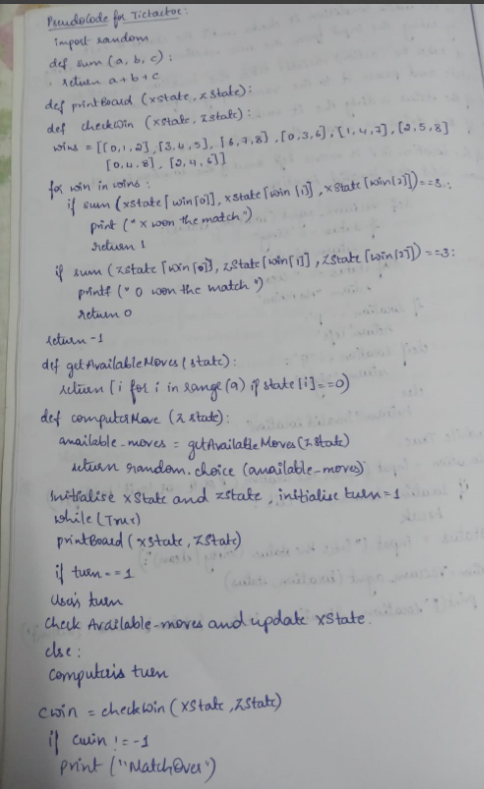 Pseudocode for Tictactoe:
import random
def sum (a, b, c):
return a+b+c
def printBoard (xState, zState):
def checkWin (xState, zState):
wins = [[0,1,2], [3,4,5], [6,7,8], [0,3,6], [1,4,7], [2,5,8]
[0,4,8], [2,4,6]]
for win in wins:
if sum (xState[win[0]], xState[win[1]], xState[win[2]])==3:
print ("X won the match")
return 1
if sum (zState[win[0]], zState[win[1]], zState[win[2]])==3:
printf ("O won the match")
return 0
return -1
def getAvailableMoves (state):
return [i for i in range(9) if state[i]==0)
def computerMove (zstate):
available-moves = getAvailableMoves (zState)
return random.choice (available-moves)
Initialise xState and zState, initialise turn=1
while (True)
printBoard (xState, zState)
if turn==1
User's turn
Check Available-moves and update xState.
else:
Computer's turn
cwin = checkWin (xState, zState)
if cwin != -1
print ("MatchOver")